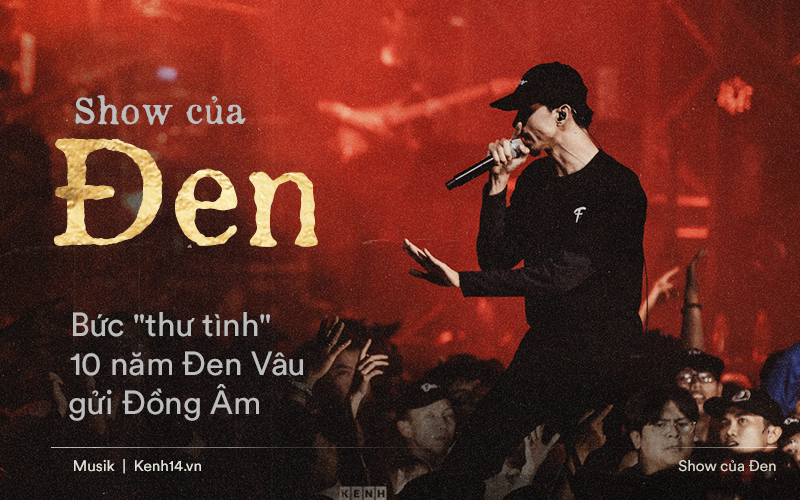 Show của
Đen
Bức "thư tình"
10 năm Đen Vâu
gửi Đồng Âm
F
Musik | Kenh14.vn
Show của Đen
KENH